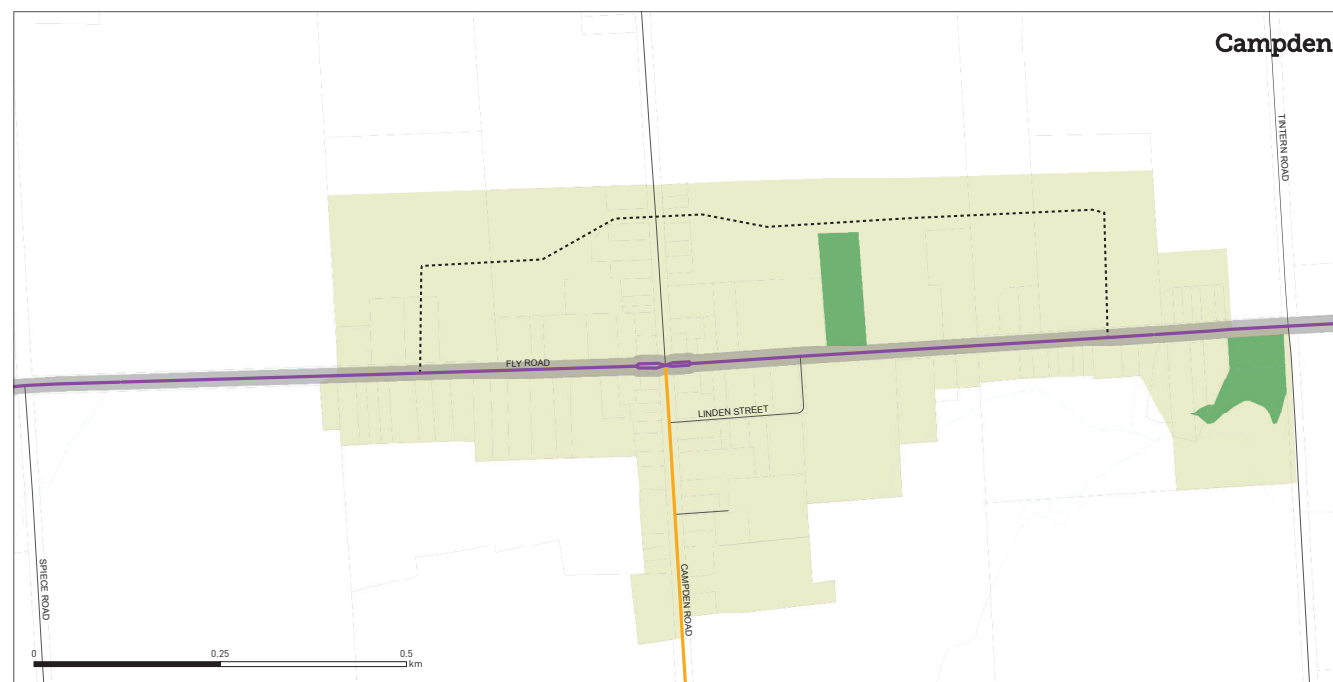 Campden
TINTERN ROAD
FLY ROAD
LINDEN STREET
SPIECE ROAD
CAMPDEN ROAD
0 0.25 0.5
km